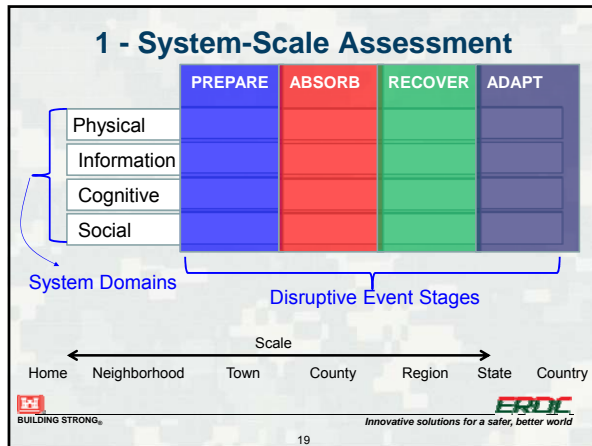 1 - System-Scale Assessment
PREPARE ABSORB RECOVER ADAPT
Physical
Information
Cognitive
Social
System Domains
Disruptive Event Stages
Scale
Home Neighborhood Town County Region State Country
BUILDING STRONG®
ERDC
Innovative solutions for a safer, better world
19